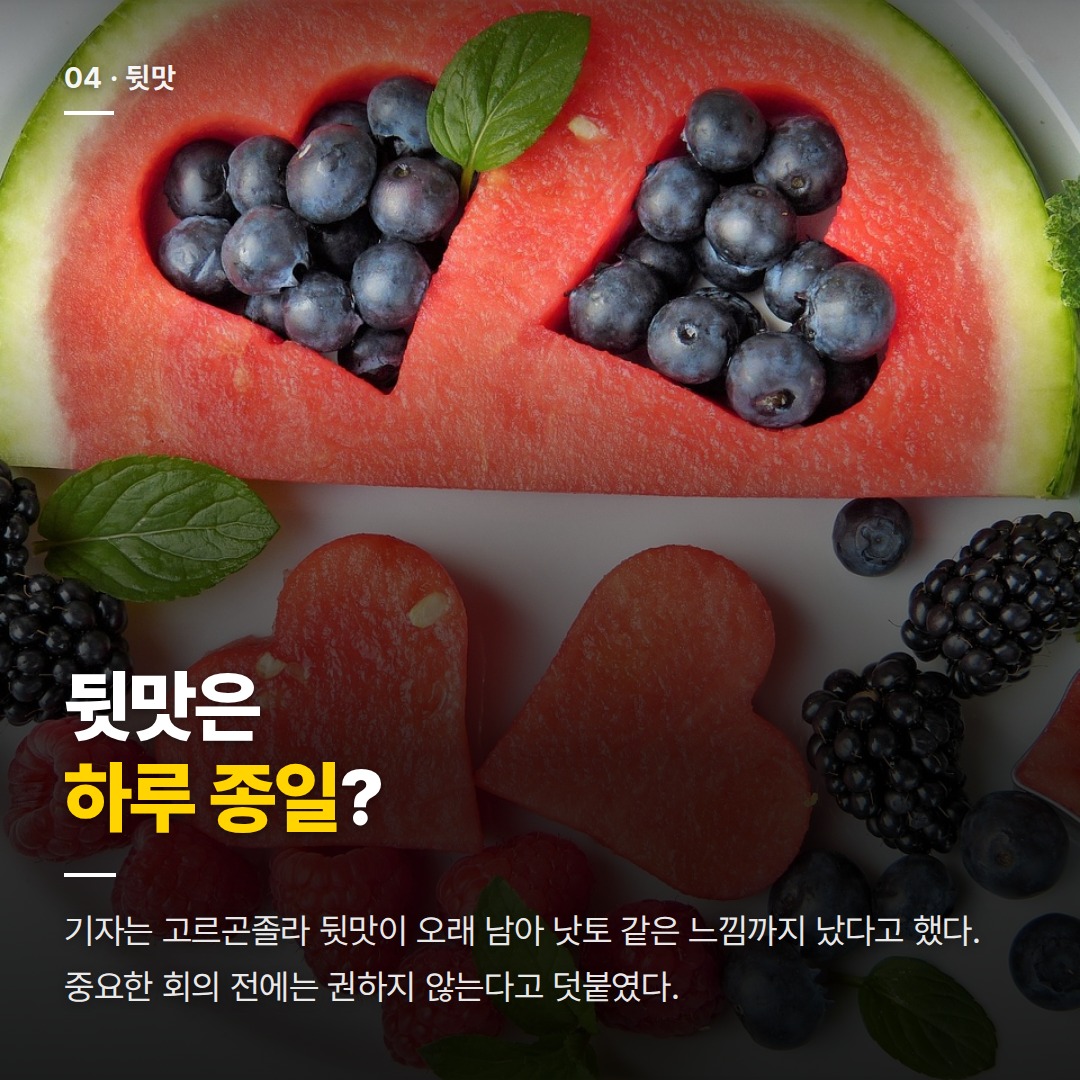 04 · 뒷맛
뒷맛은
하루 종일?
기자는 고르곤졸라 뒷맛이 오래 남아 낫토 같은 느낌까지 났다고 했다.
중요한 회의 전에는 권하지 않는다고 덧붙였다.